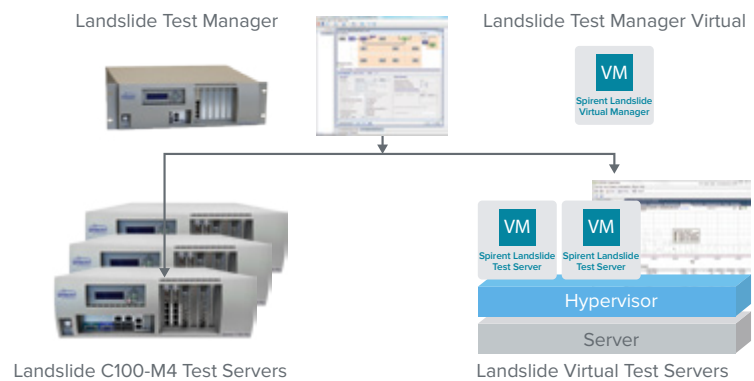 Landslide Test Manager
Landslide Test Manager Virtual
VM
Spirent Landslide
Virtual Manager
VM
Spirent Landslide
Test Server
VM
Spirent Landslide
Test Server
Hypervisor
Server
Landslide C100-M4 Test Servers
Landslide Virtual Test Servers